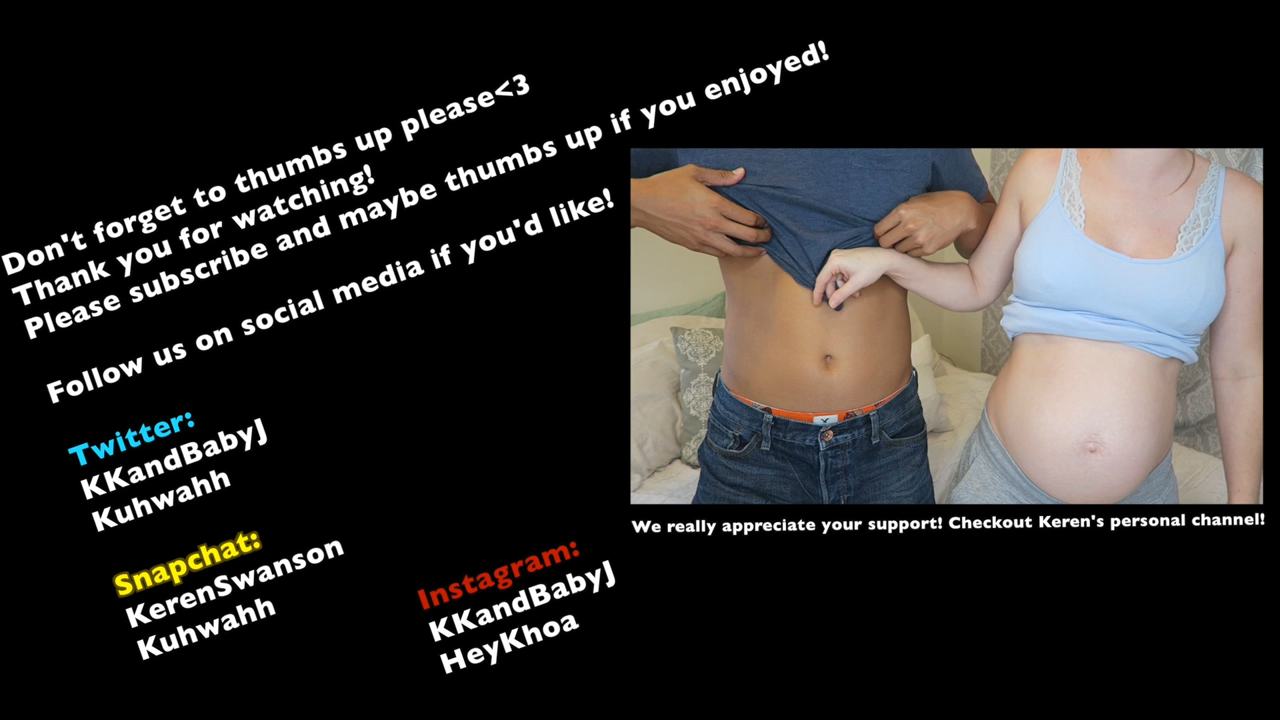 Don't forget to thumbs up please<3
Thank you for watching!
Please subscribe and maybe thumbs up if you enjoyed!
Follow us on social media if you'd like!
Twitter:
KKandBabyJ
Kuhwahh
Snapchat:
KerenSwanson
Kuhwahh
Instagram:
KKandBabyJ
HeyKhoa
We really appreciate your support! Checkout Keren's personal channel!